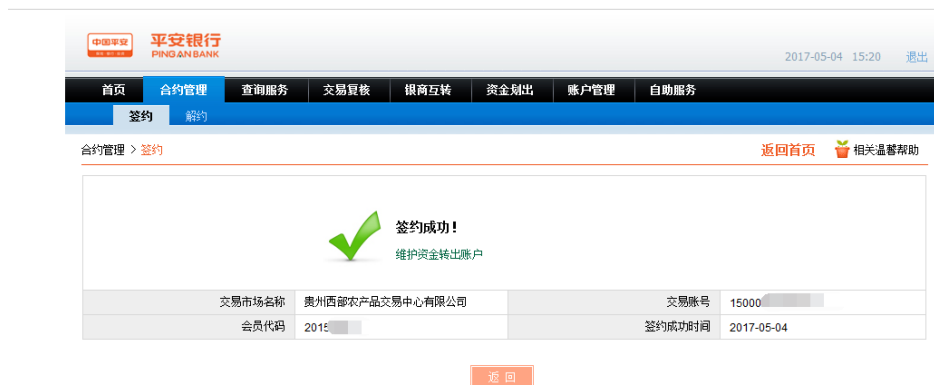 中国平安
平安银行
PING AN BANK
2017-05-04 15:20 退出
首页 合约管理 查询服务 交易复核 银商互转 资金划出 账户管理 自助服务
签约 解约
合约管理 > 签约 返回首页 相关温馨帮助
签约成功！
维护资金转出账户
交易市场名称 贵州西部农产品交易中心有限公司 交易账号 15000
会员代码 2015 签约成功时间 2017-05-04
返 回